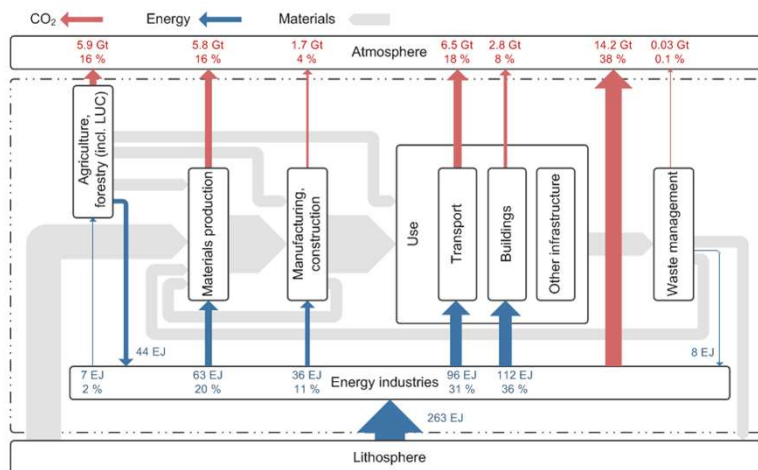 CO2 Energy Materials
Atmosphere
5.9 Gt
16 %
5.8 Gt
16 %
1.7 Gt
4 %
6.5 Gt
18 %
2.8 Gt
8 %
14.2 Gt
38 %
0.03 Gt
0.1 %
Agriculture,
forestry (incl. LUC)
Materials production
Manufacturing,
construction
Use
Transport
Buildings
Other infrastructure
Waste management
44 EJ
8 EJ
Energy industries
7 EJ
2 %
63 EJ
20 %
36 EJ
11 %
96 EJ
31 %
112 EJ
36 %
263 EJ
Lithosphere